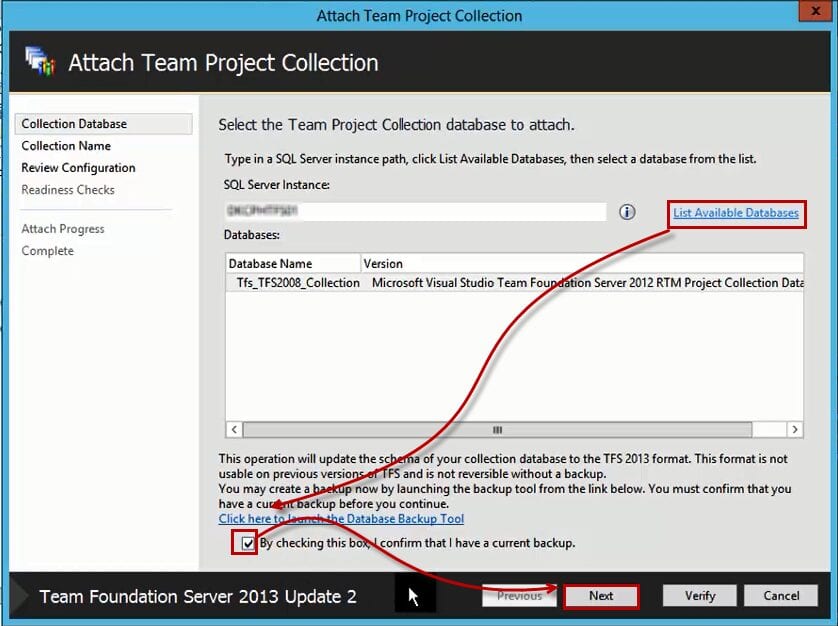 Attach Team Project Collection
x
Attach Team Project Collection
Collection Database
Collection Name
Review Configuration
Readiness Checks
Attach Progress
Complete
Select the Team Project Collection database to attach.
Type in a SQL Server instance path, click List Available Databases, then select a database from the list.
SQL Server Instance:
List Available Databases
Databases:
Database Name Version
Tfs_TFS2008_Collection Microsoft Visual Studio Team Foundation Server 2012 RTM Project Collection Data
This operation will update the schema of your collection database to the TFS 2013 format. This format is not
usable on previous versions of TFS and is not reversible without a backup.
You may create a backup now by launching the backup tool from the link below. You must confirm that you
have a current backup before you continue.
Click here to launch the Database Backup Tool
By checking this box, I confirm that I have a current backup.
Team Foundation Server 2013 Update 2
Previous Next Verify Cancel